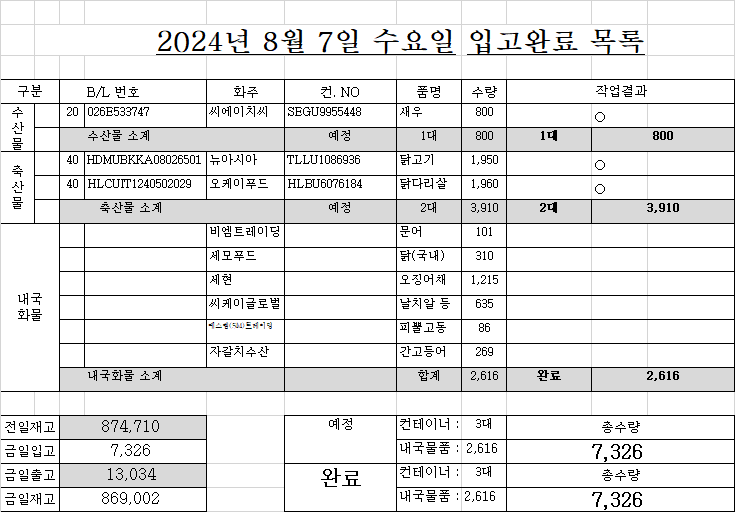 2024년 8월 7일 수요일 입고완료 목록
구분 B/L 번호 화주 컨. NO 품명 수량 작업결과
수산물 20 026E533747 씨에이치씨 SEGU9955448 새우 800 ○
수산물 소계 예정 1대 800 1대 800
축산물 40 HDMUBKKA08026501 뉴아시아 TLLU1086936 닭고기 1,950 ○
40 HLCUIT1240502029 오케이푸드 HLBU6076184 닭다리살 1,960 ○
축산물 소계 예정 2대 3,910 2대 3,910
내국화물 비엠트레이딩 문어 101
세모푸드 닭(국내) 310
세현 오징어채 1,215
씨케이글로벌 날치알 등 635
에스엠(SM)트레이딩 피뿔고동 86
자갈치수산 간고등어 269
내국화물 소계 합계 2,616 완료 2,616
전일재고 874,710 예정 컨테이너 : 3대 총수량
금일입고 7,326 내국물품 : 2,616 7,326
금일출고 13,034 완료 컨테이너 : 3대 총수량
금일재고 869,002 내국물품 : 2,616 7,326